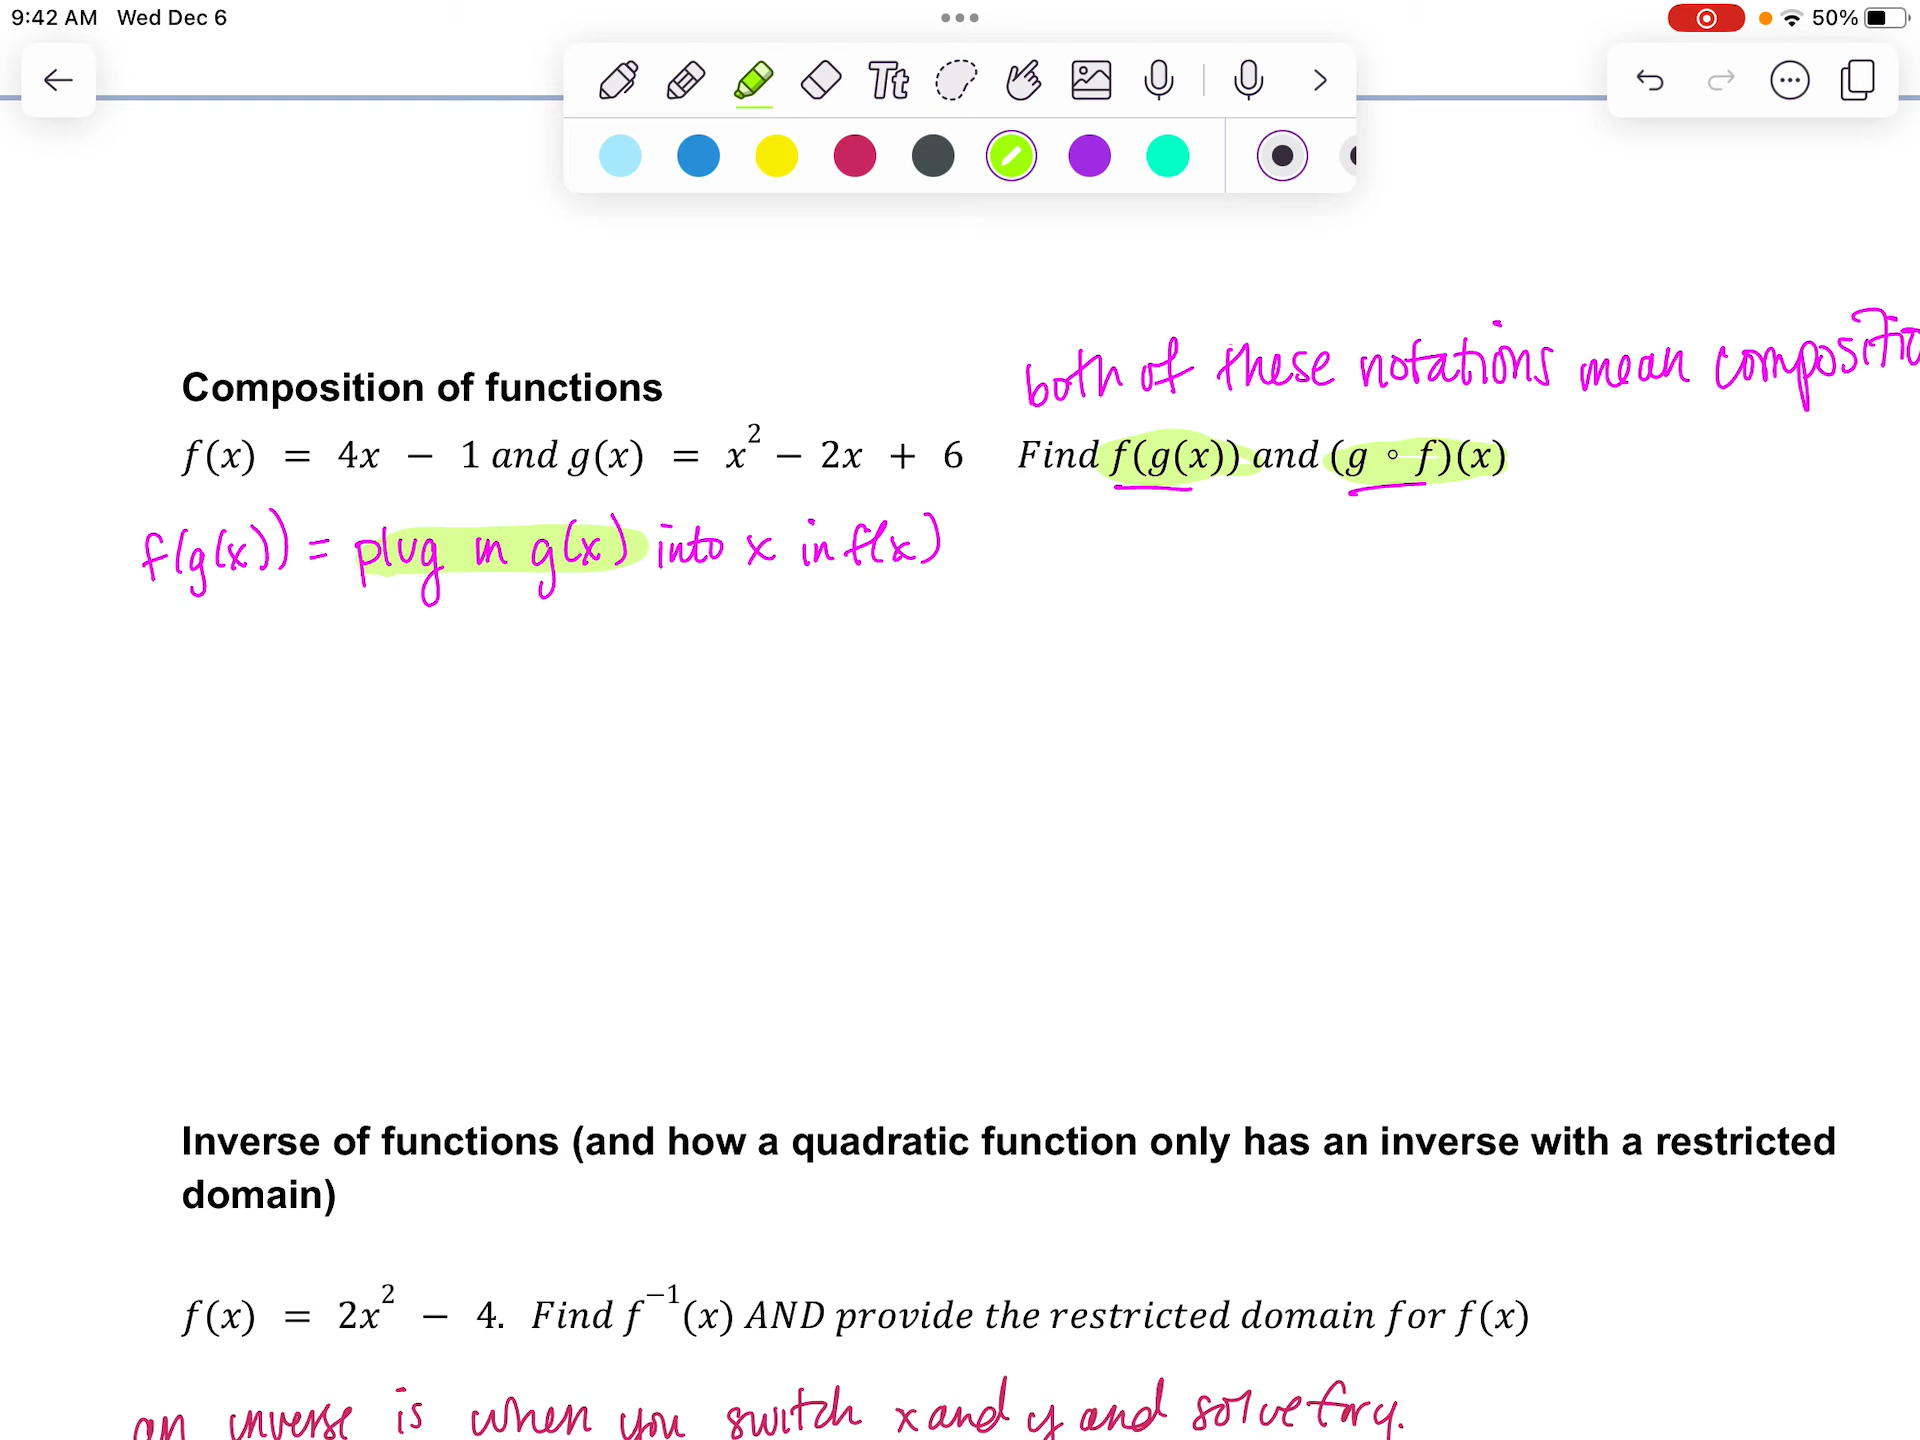 9:42 AM Wed Dec 6
50%
Tt
both of these notations mean compositio
Composition of functions
f(x) = 4x − 1 and g(x) = x² − 2x + 6 Find f(g(x)) and (g ∘ f)(x)
f(g(x)) = plug in g(x) into x in f(x)
Inverse of functions (and how a quadratic function only has an inverse with a restricted
domain)
f(x) = 2x² − 4. Find f⁻¹(x) AND provide the restricted domain for f(x)
an inverse is when you switch x and y and solve for y.